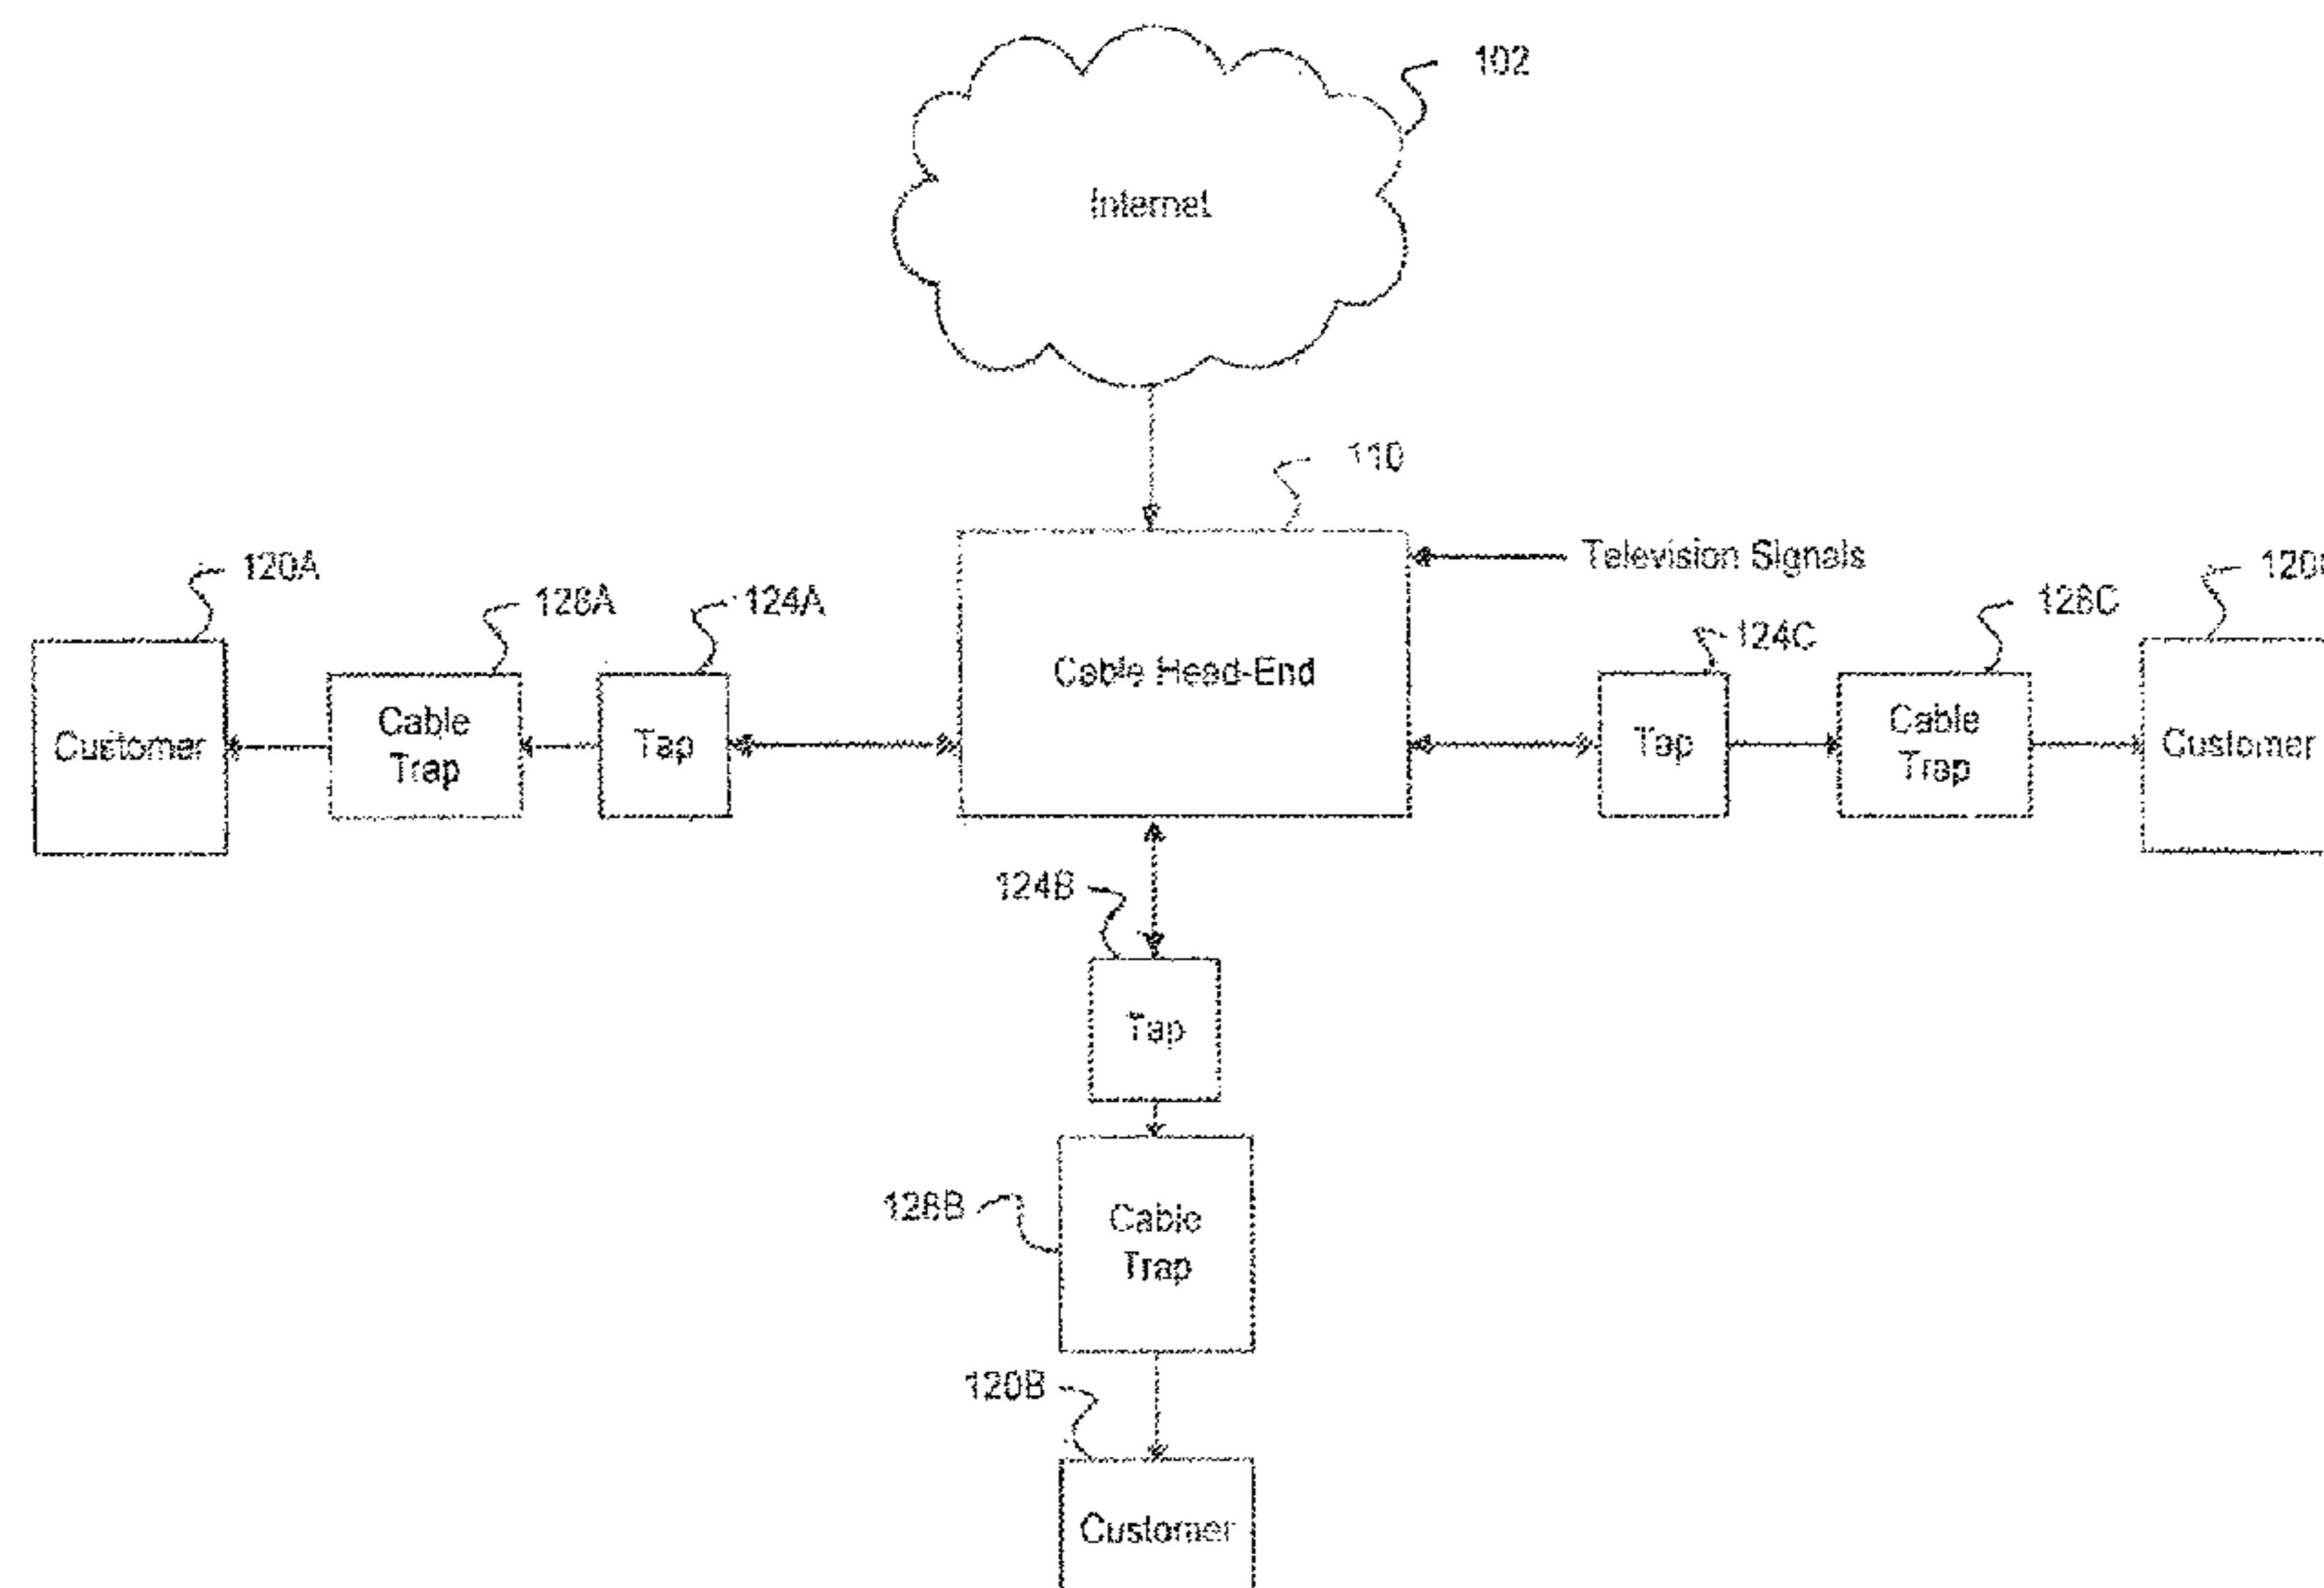 102
Internet
110
Television Signals
120A
128A
124A
Cable Head-End
124C
128C
120
Customer
Cable
Trap
Tap
Tap
Cable
Trap
Customer
124B
Tap
128B
Cable
Trap
120B
Customer